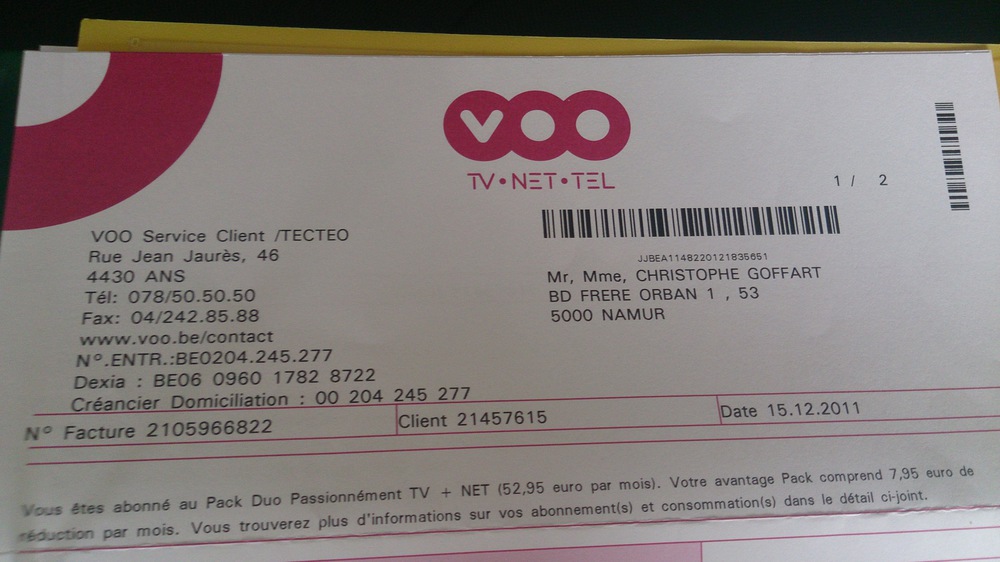 VOO
TV•NET•TEL
1 / 2
JJBEA1148220121835651
VOO Service Client /TECTEO
Rue Jean Jaurès, 46
4430 ANS
Tél: 078/50.50.50
Fax: 04/242.85.88
www.voo.be/contact
N°.ENTR.:BE0204.245.277
Dexia : BE06 0960 1782 8722
Créancier Domiciliation : 00 204 245 277
Mr, Mme, CHRISTOPHE GOFFART
BD FRERE ORBAN 1 , 53
5000 NAMUR
N° Facture 2105966822
Client 21457615
Date 15.12.2011
Vous êtes abonné au Pack Duo Passionnément TV + NET (52,95 euro par mois). Votre avantage Pack comprend 7,95 euro de
réduction par mois. Vous trouverez plus d'informations sur vos abonnement(s) et consommation(s) dans le détail ci-joint.